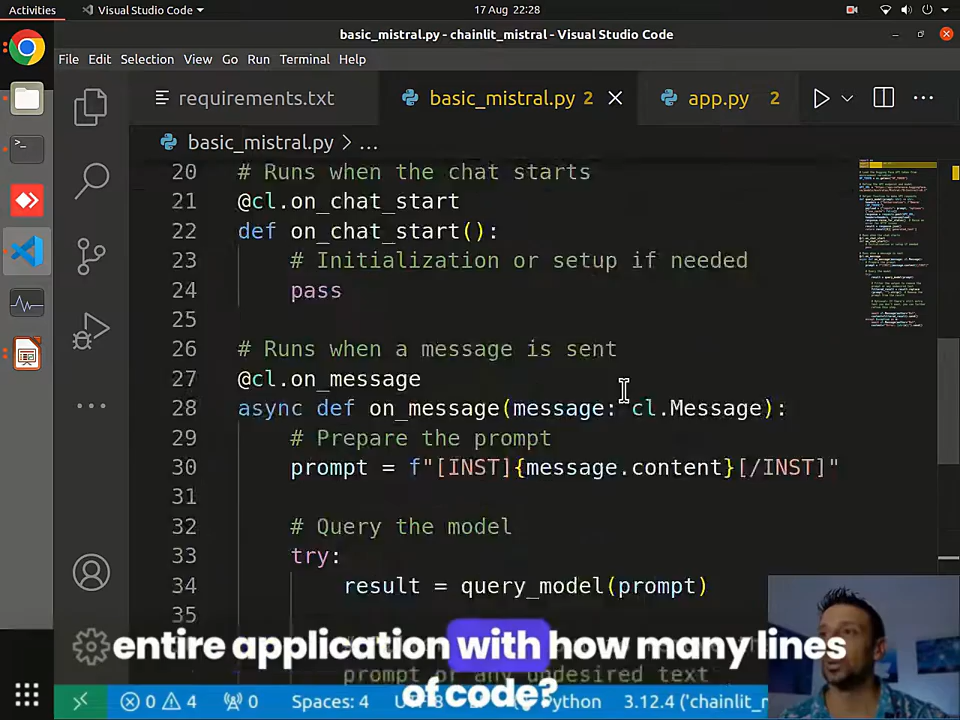 Activities
Visual Studio Code
17 Aug 22:28
basic_mistral.py - chainlit_mistral - Visual Studio Code
File Edit Selection View Go Run Terminal Help
requirements.txt
basic_mistral.py 2
app.py 2
basic_mistral.py > ...
20 # Runs when the chat starts
21 @cl.on_chat_start
22 def on_chat_start():
23 # Initialization or setup if needed
24 pass
25
26 # Runs when a message is sent
27 @cl.on_message
28 async def on_message(message: cl.Message):
29 # Prepare the prompt
30 prompt = f"[INST]{message.content}[/INST]"
31
32 # Query the model
33 try:
34 result = query_model(prompt)
35
entire application with how many lines
of code?
prompt or any undesired text
0 4 0 Spaces: 4 Python 3.12.4 ('chainlit_m